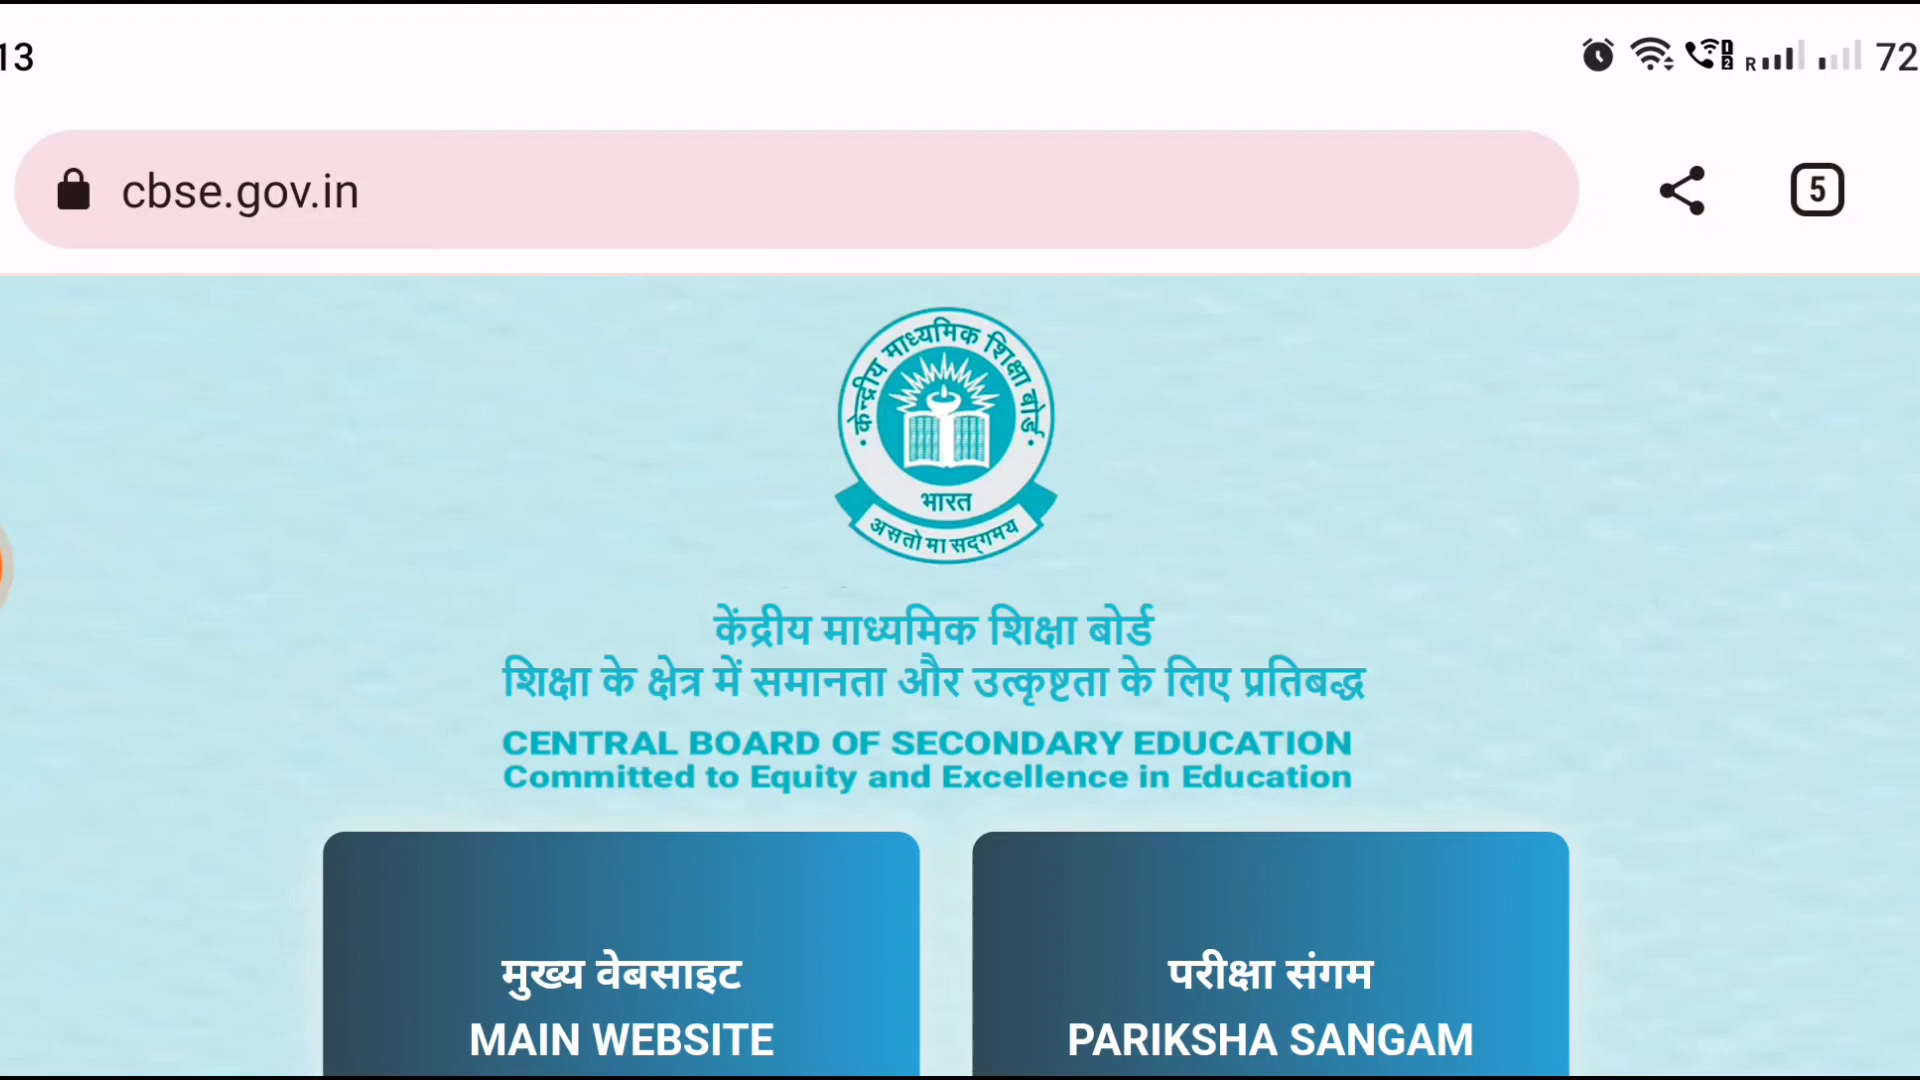 13
72
cbse.gov.in
5
केन्द्रीय माध्यमिक शिक्षा बोर्ड
भारत
असतो मा सद्गमय
केंद्रीय माध्यमिक शिक्षा बोर्ड
शिक्षा के क्षेत्र में समानता और उत्कृष्टता के लिए प्रतिबद्ध
CENTRAL BOARD OF SECONDARY EDUCATION
Committed to Equity and Excellence in Education
मुख्य वेबसाइट
MAIN WEBSITE
परीक्षा संगम
PARIKSHA SANGAM